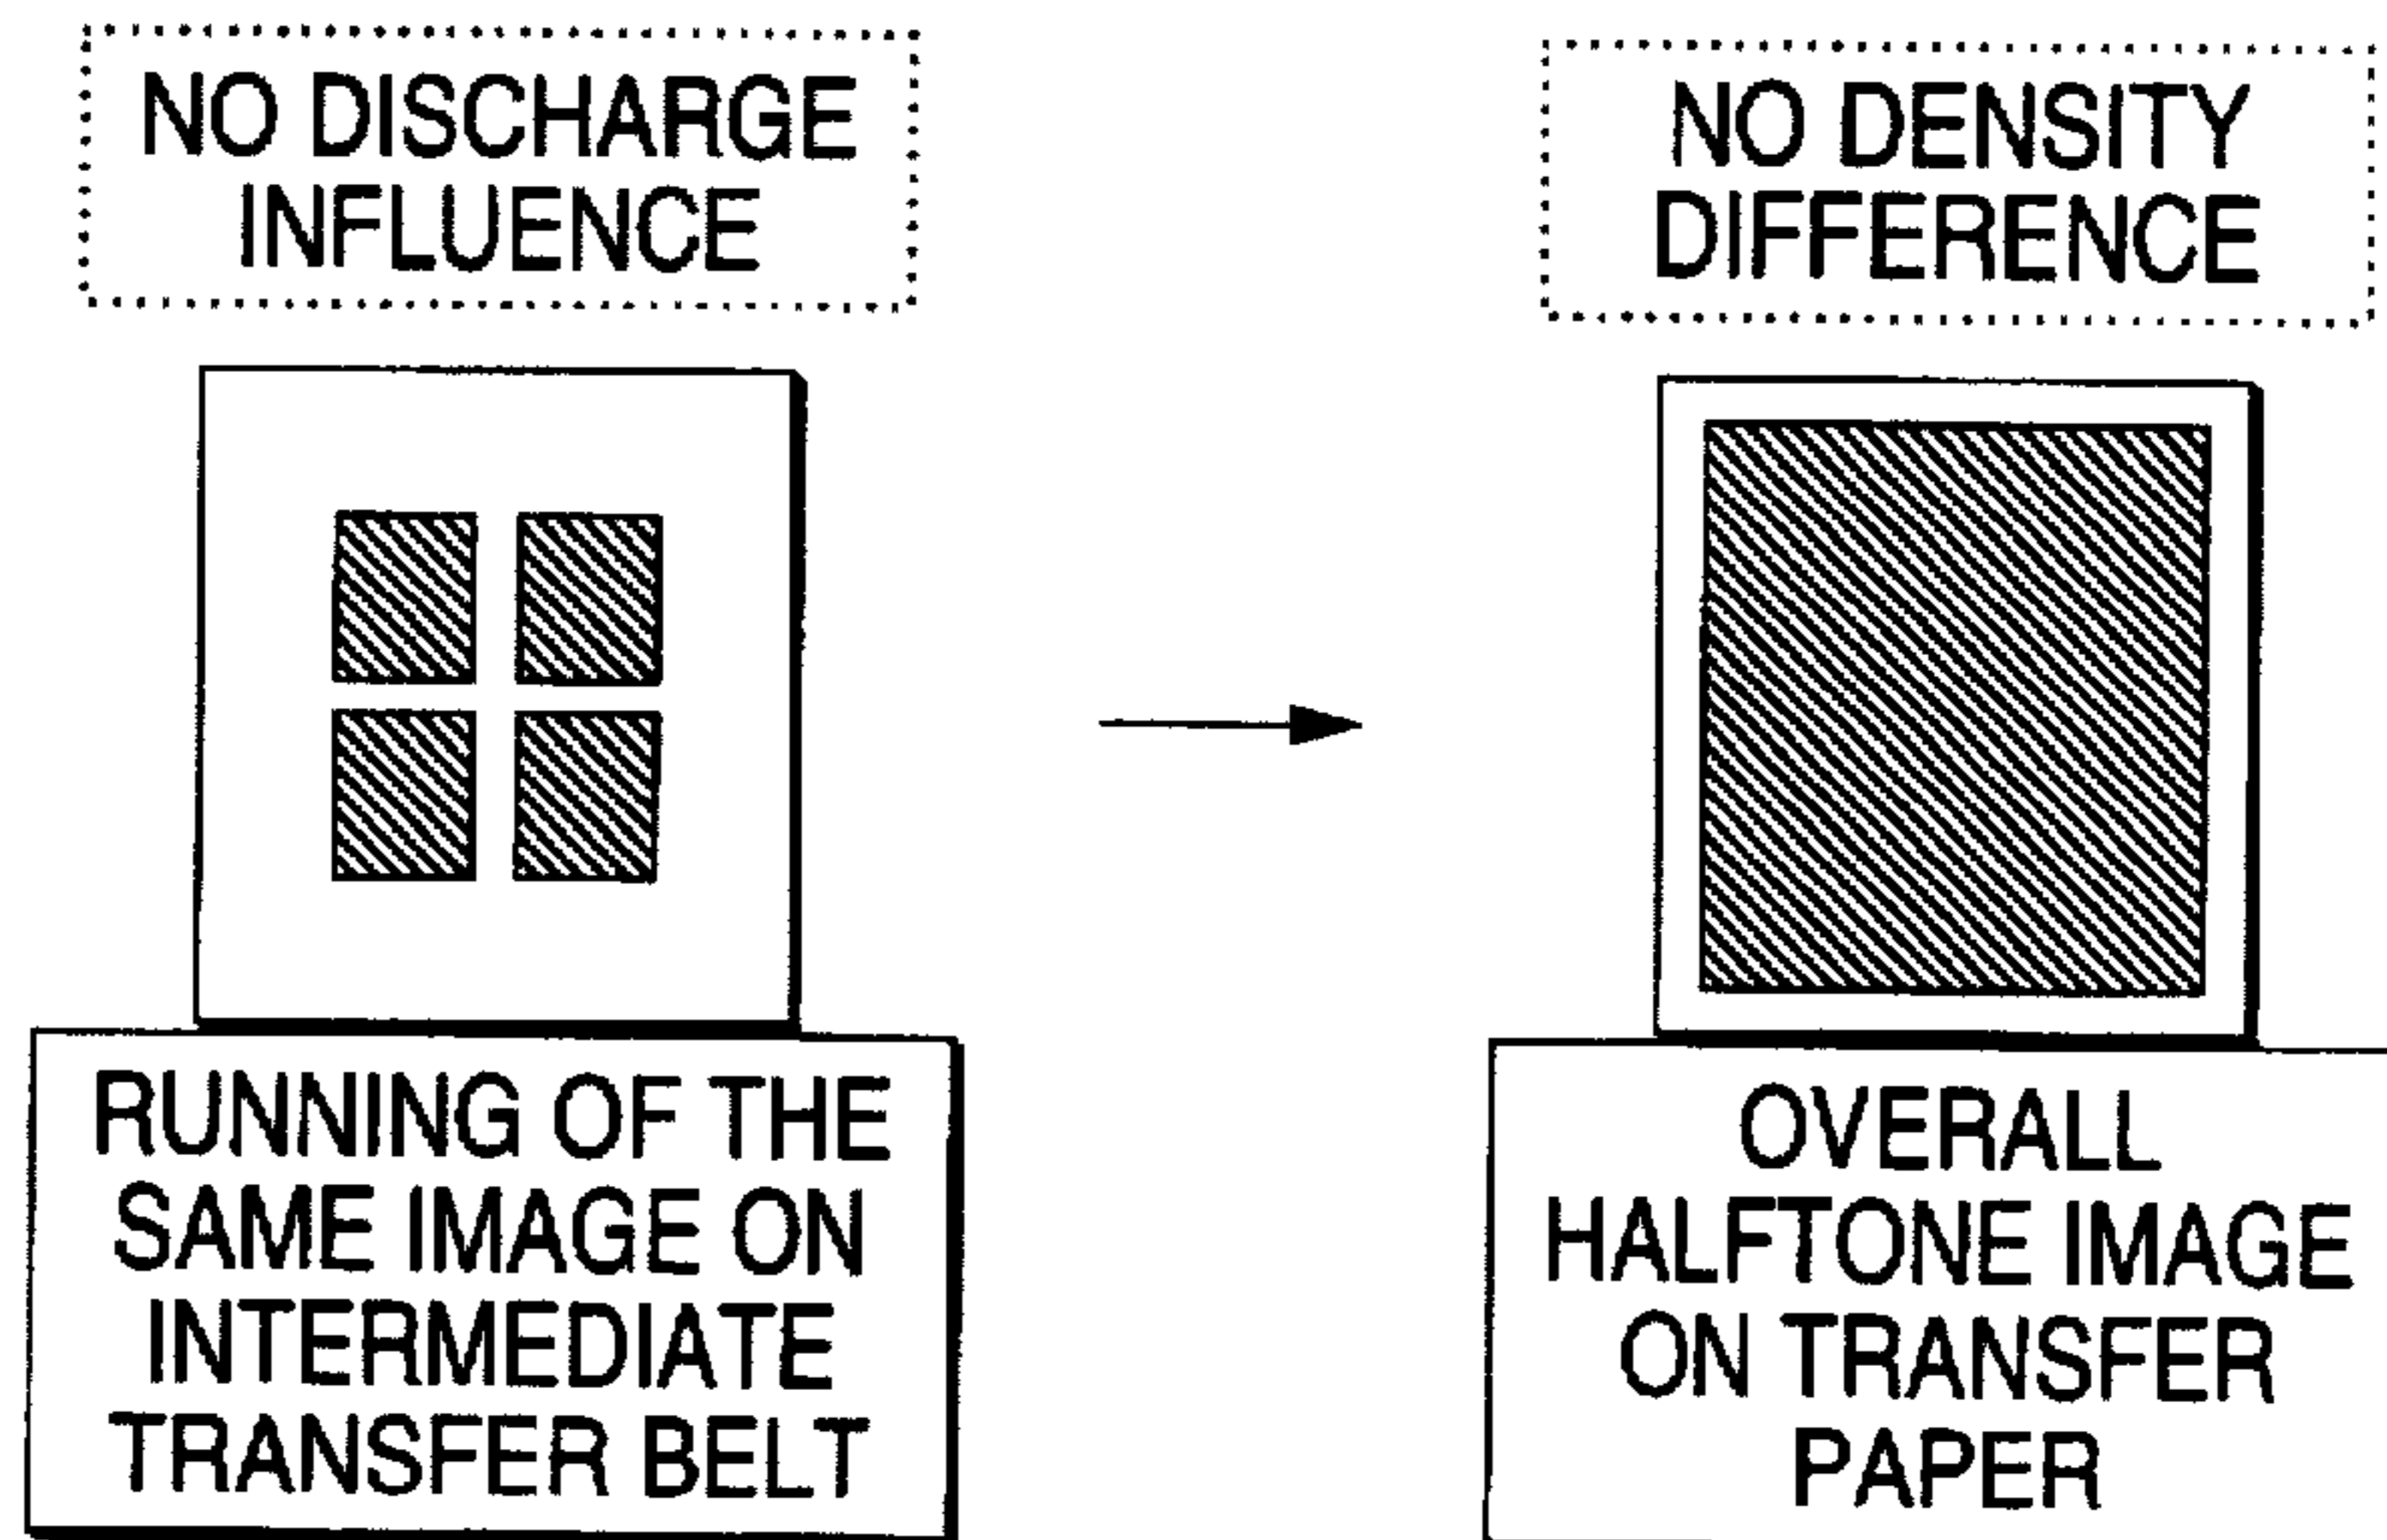 NO DISCHARGE
INFLUENCE
NO DENSITY
DIFFERENCE
RUNNING OF THE
SAME IMAGE ON
INTERMEDIATE
TRANSFER BELT
OVERALL
HALFTONE IMAGE
ON TRANSFER
PAPER